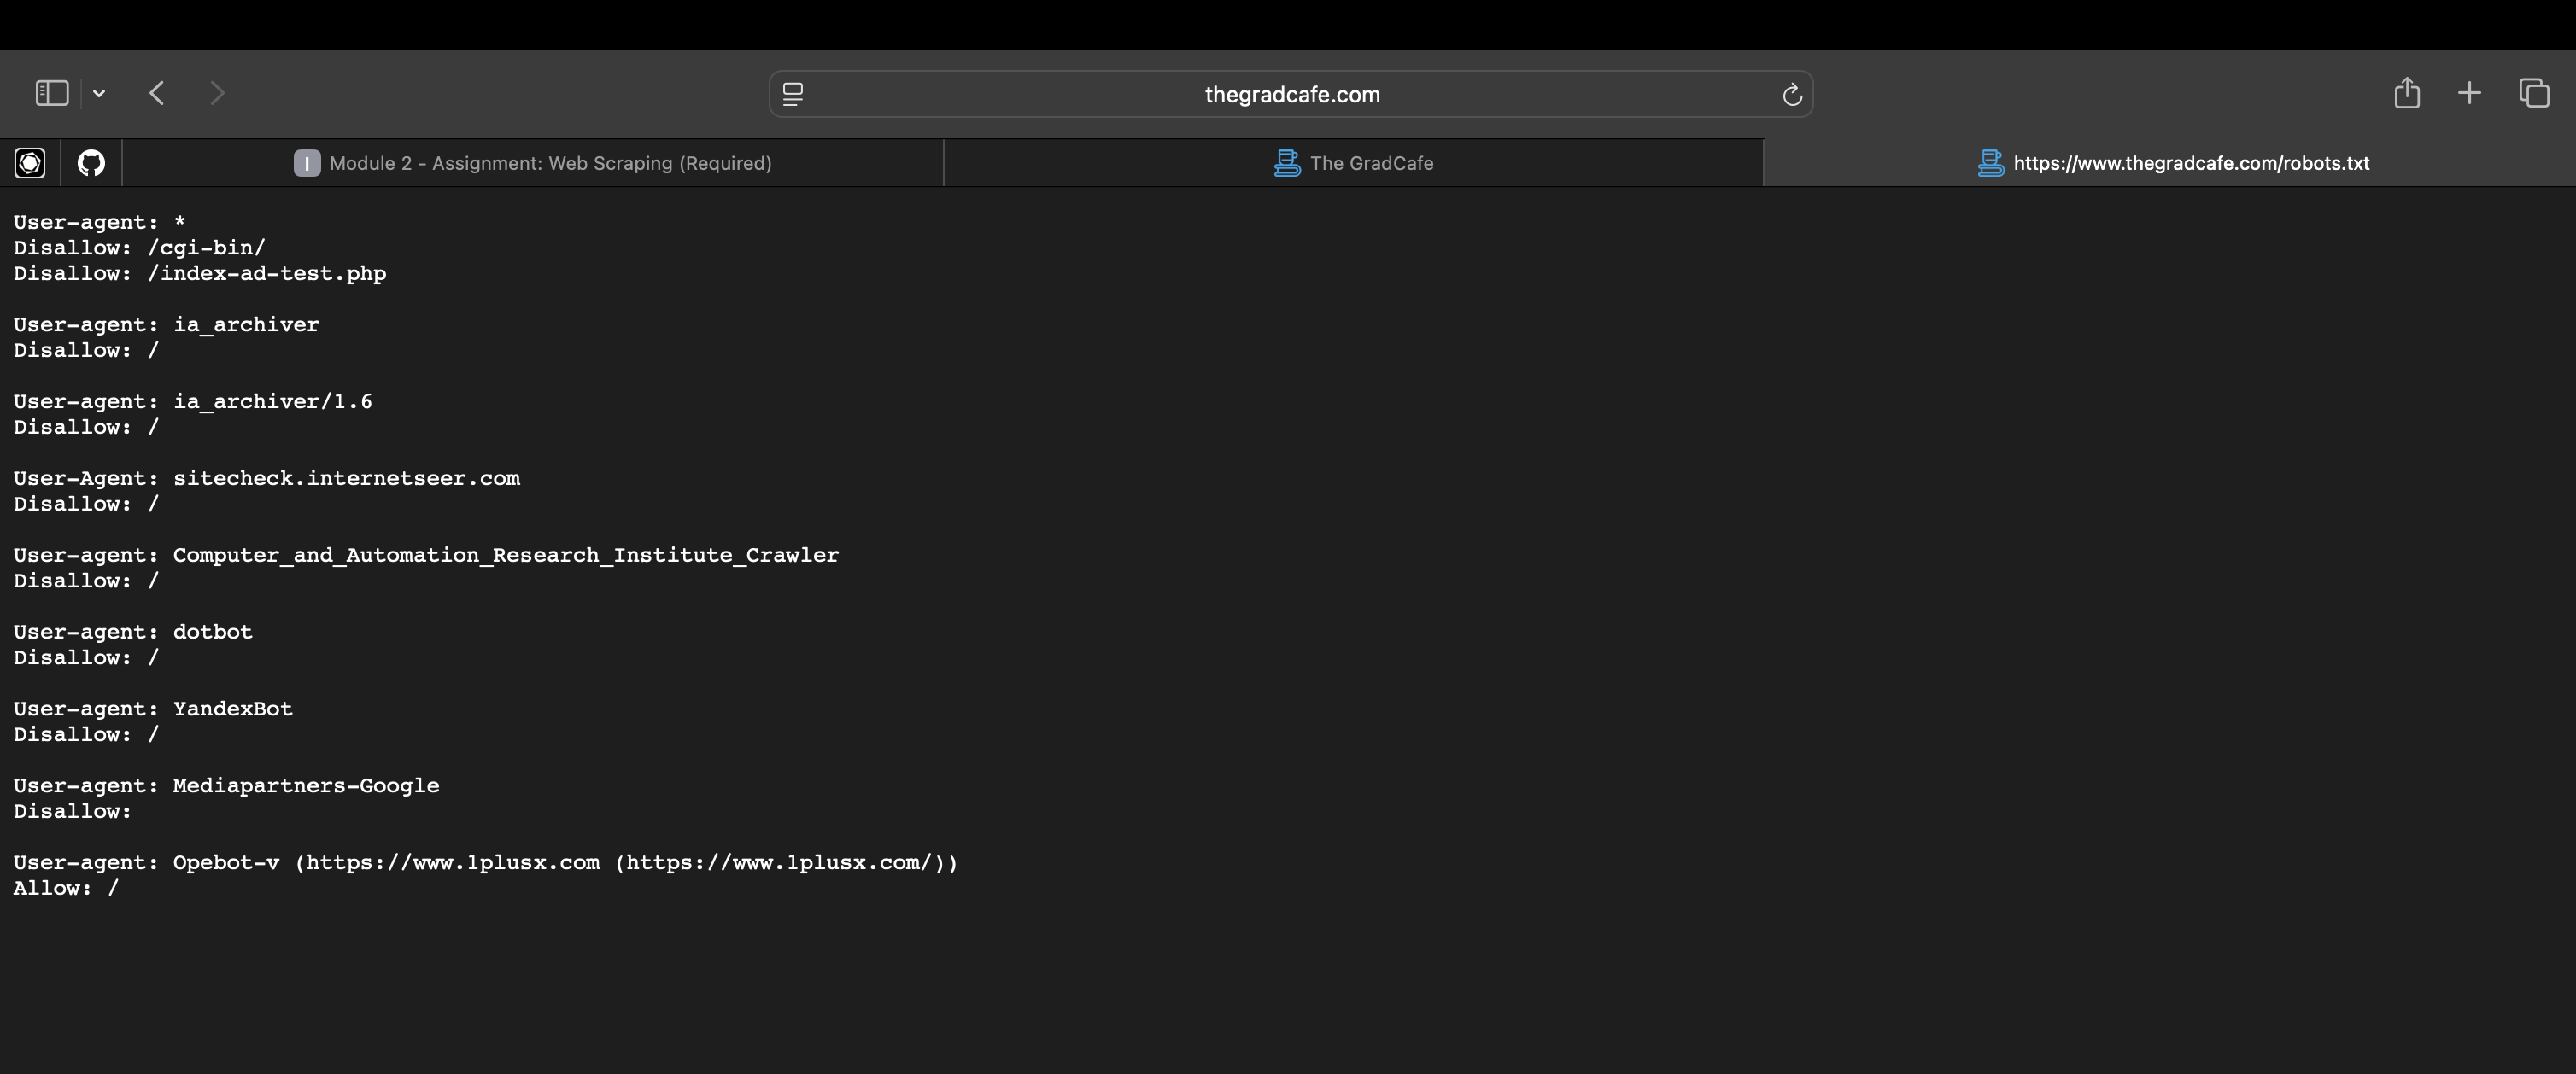 thegradcafe.com
Module 2 - Assignment: Web Scraping (Required)
The GradCafe
https://www.thegradcafe.com/robots.txt
User-agent: *
Disallow: /cgi-bin/
Disallow: /index-ad-test.php
User-agent: ia_archiver
Disallow: /
User-agent: ia_archiver/1.6
Disallow: /
User-Agent: sitecheck.internetseer.com
Disallow: /
User-agent: Computer_and_Automation_Research_Institute_Crawler
Disallow: /
User-agent: dotbot
Disallow: /
User-agent: YandexBot
Disallow: /
User-agent: Mediapartners-Google
Disallow:
User-agent: Opebot-v (https://www.1plusx.com (https://www.1plusx.com/))
Allow: /